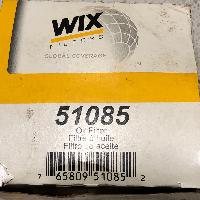 WIX
FILTERS
GLOBAL COVERAGE
51085
Oil Filter
Filtre à huile
Filtro de aceite
7 65809 51085 2